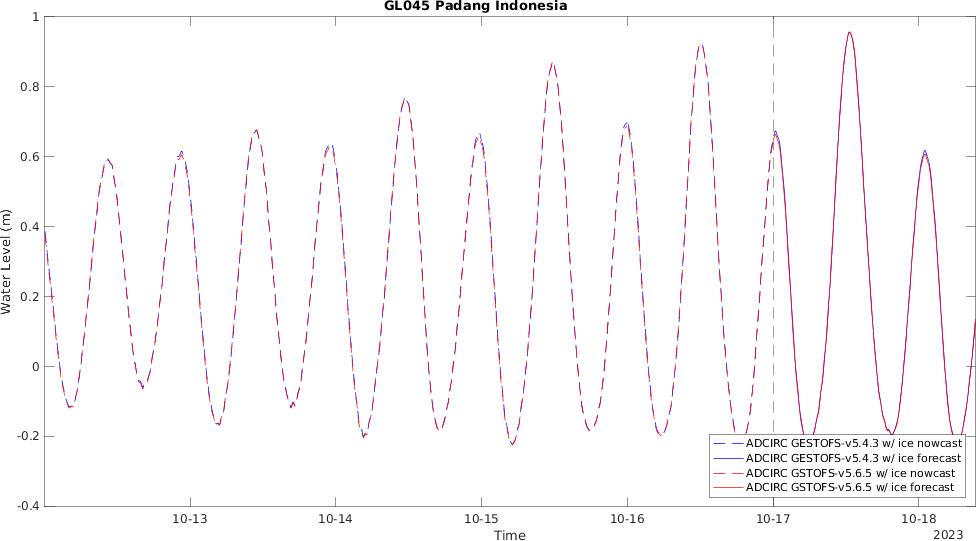 GL045 Padang Indonesia
1
0.8
0.6
0.4
0.2
0
-0.2
-0.4
Water Level (m)
10-13
10-14
10-15
10-16
10-17
10-18
Time
2023
ADCIRC GESTOFS-v5.4.3 w/ ice nowcast
ADCIRC GESTOFS-v5.4.3 w/ ice forecast
ADCIRC GSTOFS-v5.6.5 w/ ice nowcast
ADCIRC GSTOFS-v5.6.5 w/ ice forecast